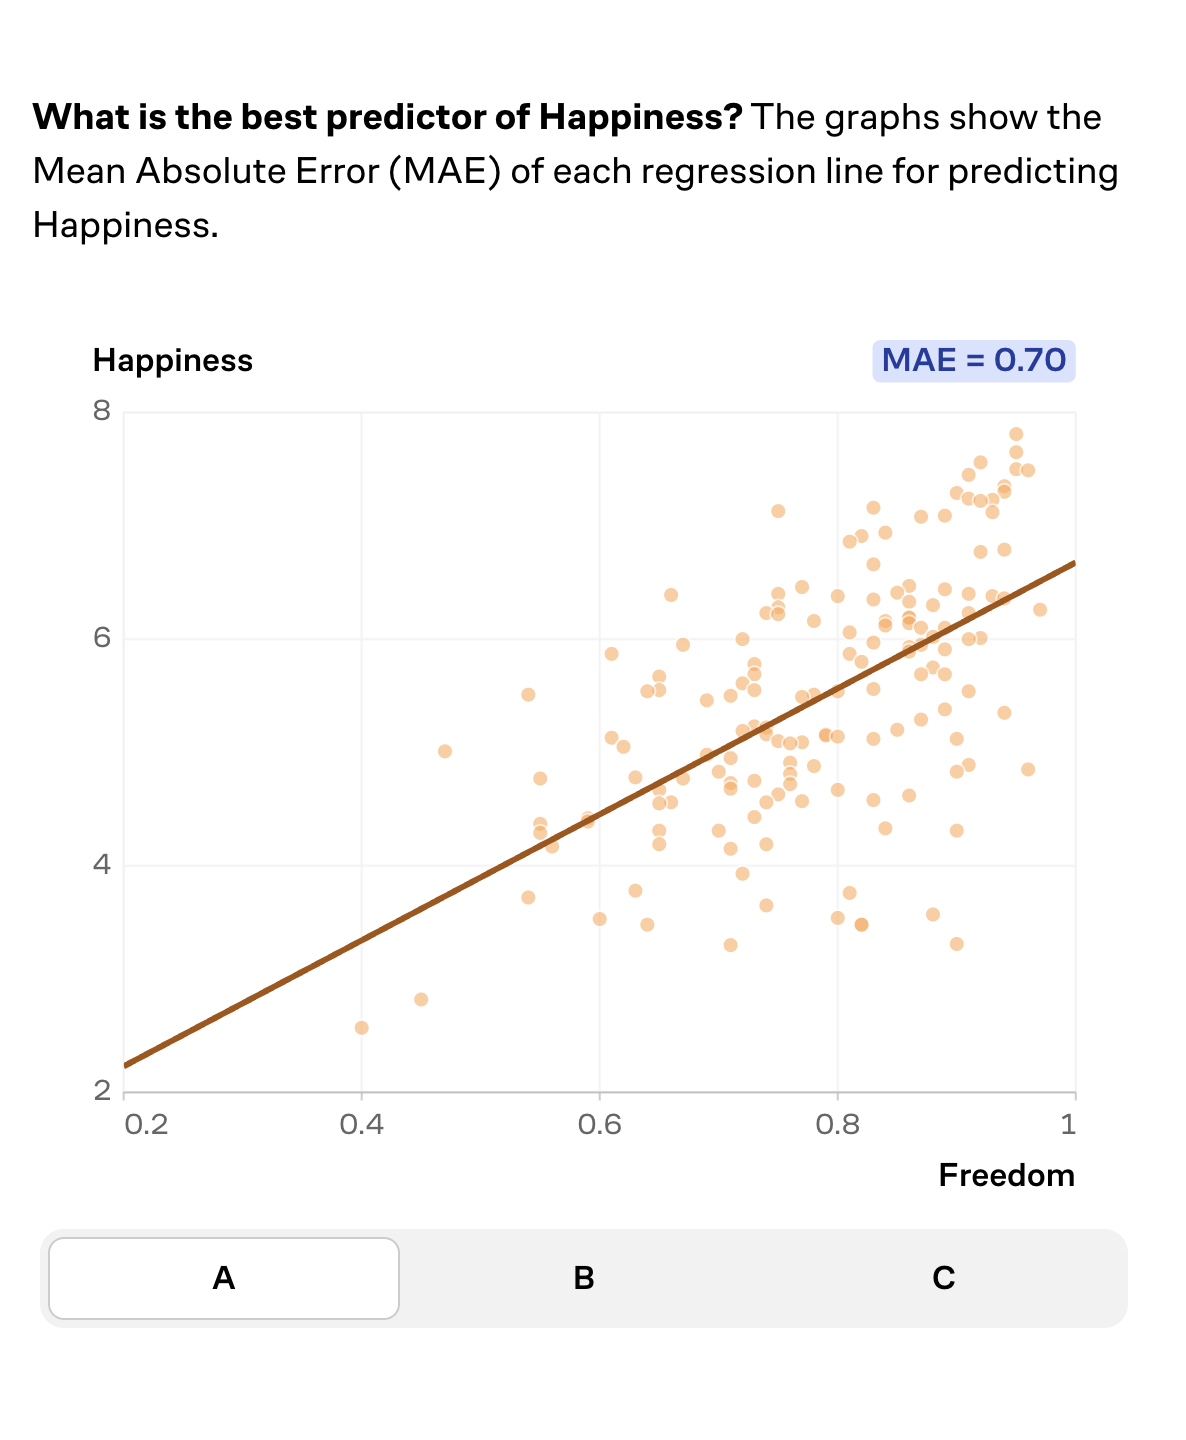 What is the best predictor of Happiness? The graphs show the
Mean Absolute Error (MAE) of each regression line for predicting
Happiness.
Happiness
MAE = 0.70
8
6
4
2
0.2
0.4
0.6
0.8
1
Freedom
A
B
C